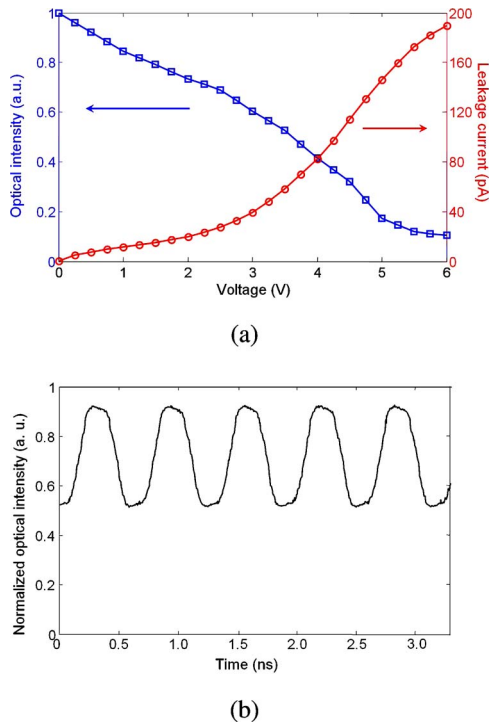 1
0.8
0.6
0.4
0.2
0
Optical intensity (a.u.)
200
160
120
80
40
0
Leakage current (pA)
0 1 2 3 4 5 6
Voltage (V)
(a)
1
0.8
0.6
0.4
0.2
0
Normalized optical intensity (a. u.)
0 0.5 1.0 1.5 2.0 2.5 3.0
Time (ns)
(b)